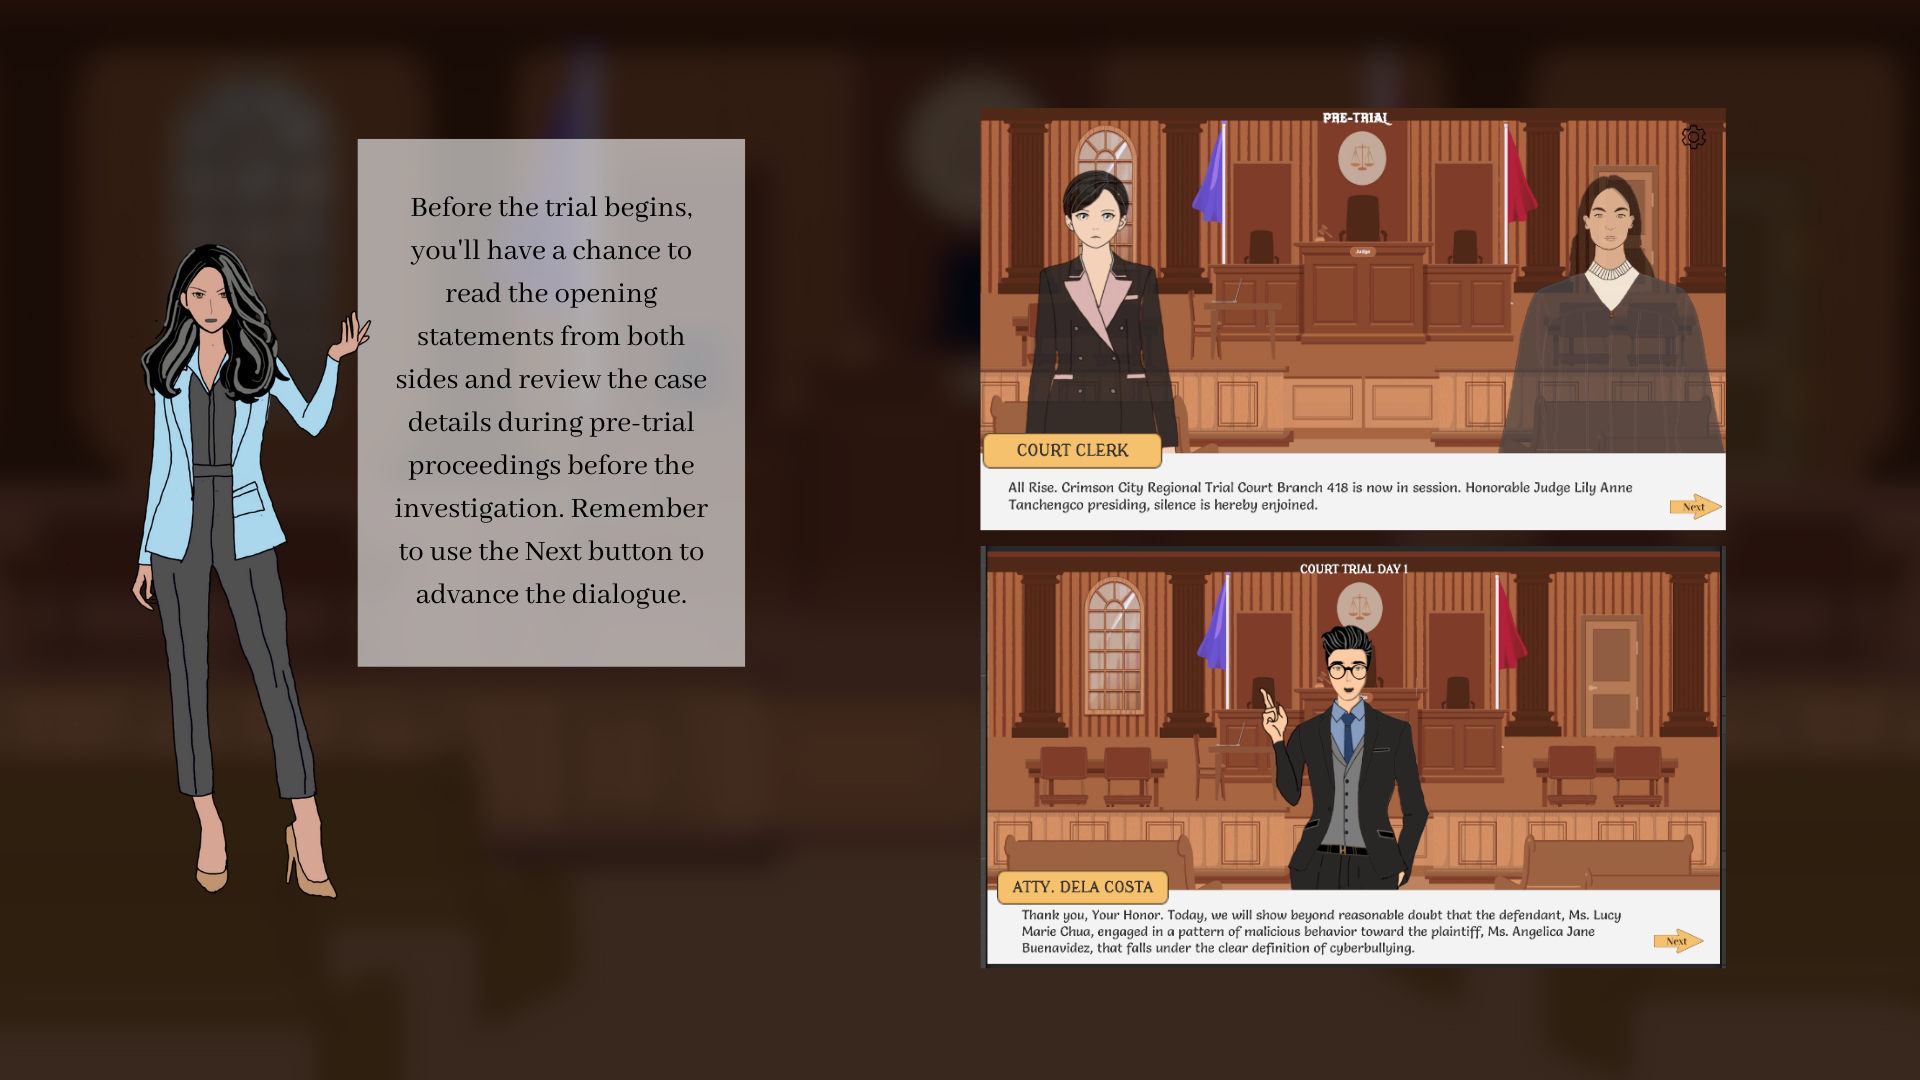 Before the trial begins,
you'll have a chance to
read the opening
statements from both
sides and review the case
details during pre-trial
proceedings before the
investigation. Remember
to use the Next button to
advance the dialogue.
PRE-TRIAL
Judge
COURT CLERK
All Rise. Crimson City Regional Trial Court Branch 418 is now in session. Honorable Judge Lily Anne
Tanchengco presiding, silence is hereby enjoined.
Next
COURT TRIAL DAY 1
ATTY. DELA COSTA
Thank you, Your Honor. Today, we will show beyond reasonable doubt that the defendant, Ms. Lucy
Marie Chua, engaged in a pattern of malicious behavior toward the plaintiff, Ms. Angelica Jane
Buenavidez, that falls under the clear definition of cyberbullying.
Next